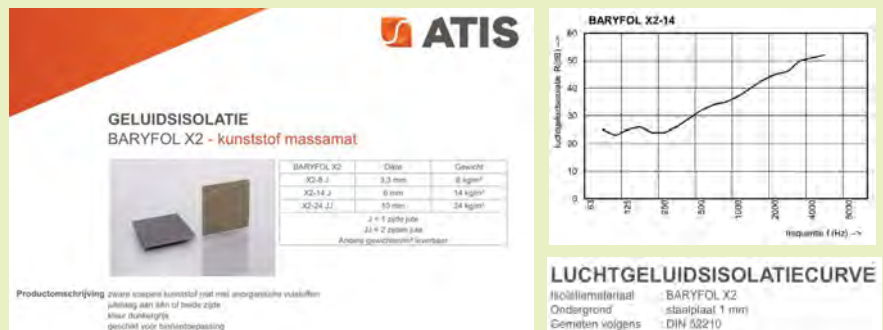 ATIS
GELUIDSISOLATIE
BARYFOL X2 - kunststof massamat
BARYFOL X2 Dikte Gewicht
X2-8 J 3,3 mm 8 kg/m²
X2-14 J 6 mm 14 kg/m²
X2-24 JJ 10 mm 24 kg/m²
J = 1 zijde jute
JJ = 2 zijden jute
Andere gewichten/m² leverbaar
Productomschrijving zware soepele kunststof mat met anorganische vulstoffen
jutelaag aan één of beide zijde
kleur donkergrijs
geschikt voor
BARYFOL X2-14
luchtgeluidsisolatie R(dB) -->
60
50
40
30
20
10
0
63 125 250 500 1000 2000 4000 8000
frequentie f (Hz) -->
LUCHTGELUIDSISOLATIECURVE
Isolatiemateriaal : BARYFOL X2
Ondergrond : staalplaat 1 mm
Gemeten volgens : DIN 52210